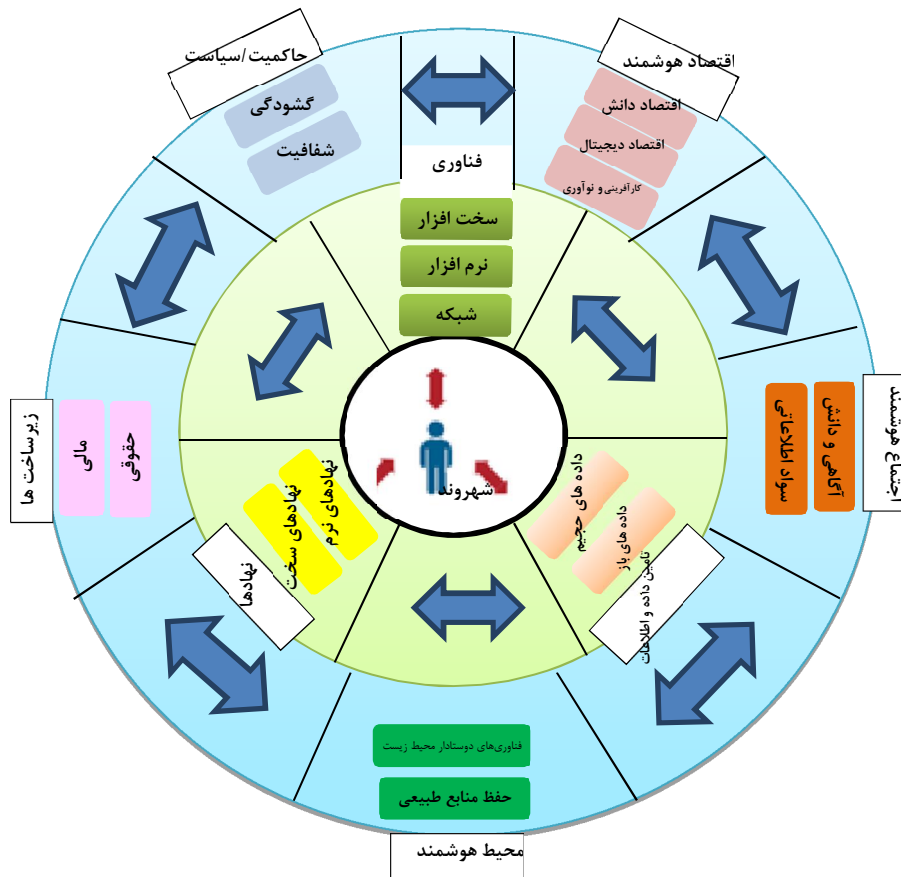 حاکمیت/سیاست
گشودگی
شفافیت
اقتصاد هوشمند
اقتصاد دانش
اقتصاد دیجیتال
کارآفرینی و نوآوری
فناوری
سخت افزار
نرم افزار
شبکه
اجتماع هوشمند
آگاهی و دانش
سواد اطلاعاتی
زیرساخت ها
حقوقی
مالی
شهروند
نهادهای نرم
نهادهای سخت
نهادها
داده های حجیم
داده های باز
تامین داده و اطلاعات
فناوری‌های دوستدار محیط زیست
حفظ منابع طبیعی
محیط هوشمند